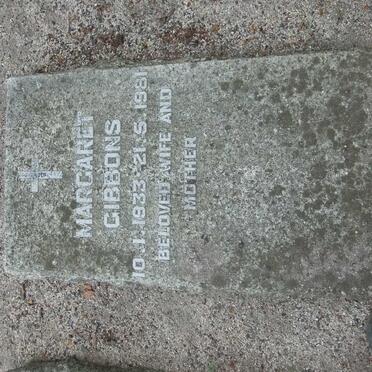 MARGARET
GIBBONS
10.1.1933-21.5.1981
BELOVED WIFE AND
MOTHER